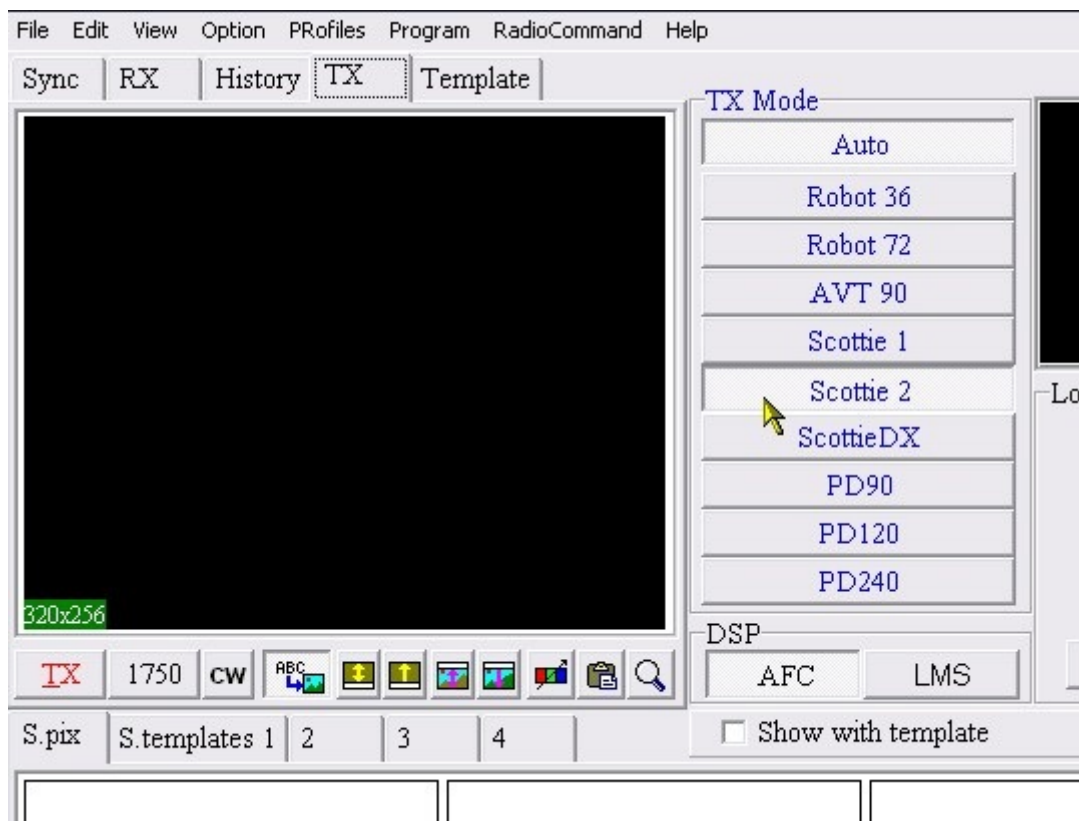 File Edit View Option PRofiles Program RadioCommand Help
Sync RX History TX Template
TX Mode
Auto
Robot 36
Robot 72
AVT 90
Scottie 1
Scottie 2
ScottieDX
PD90
PD120
PD240
Lo
320x256
DSP
TX 1750 CW ABC
AFC LMS
S.pix S.templates 1 2 3 4
Show with template